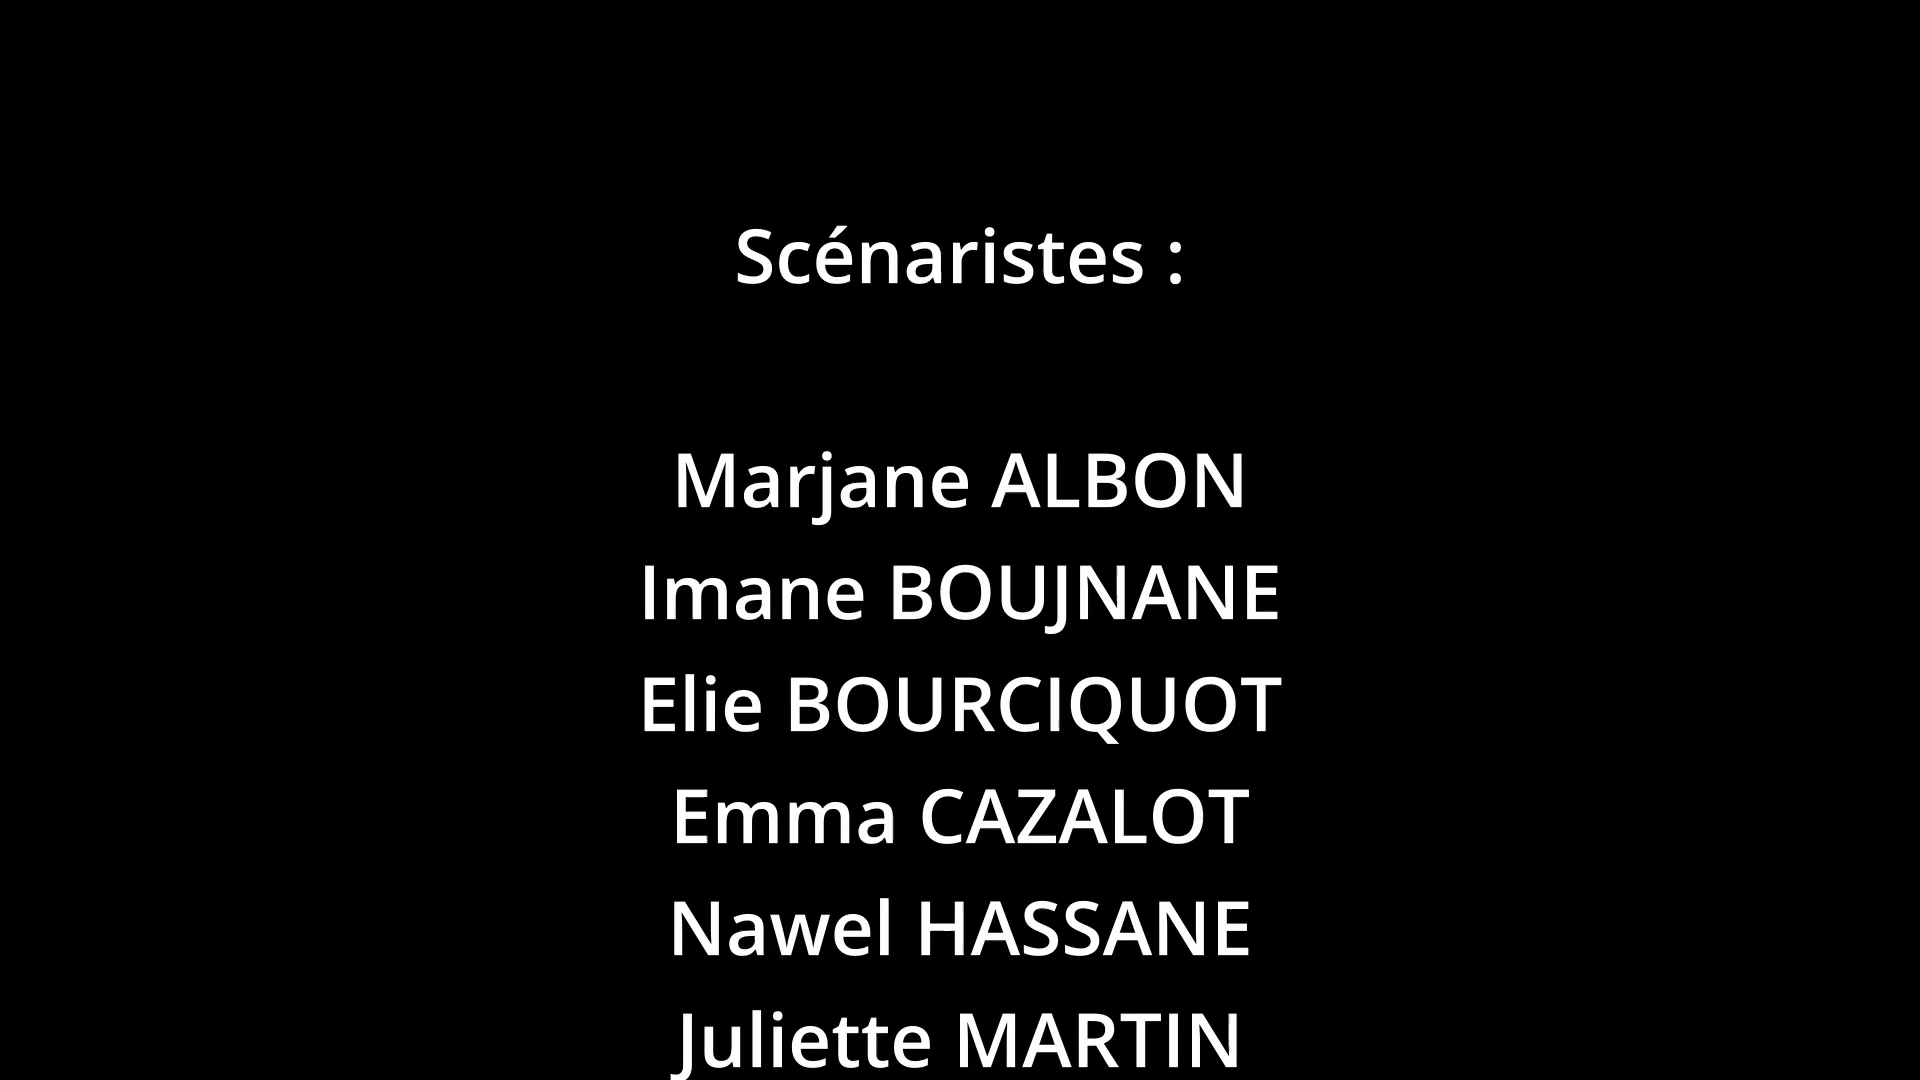 Scénaristes :
Marjane ALBON
Imane BOUJNANE
Elie BOURCIQUOT
Emma CAZALOT
Nawel HASSANE
Juliette MARTIN